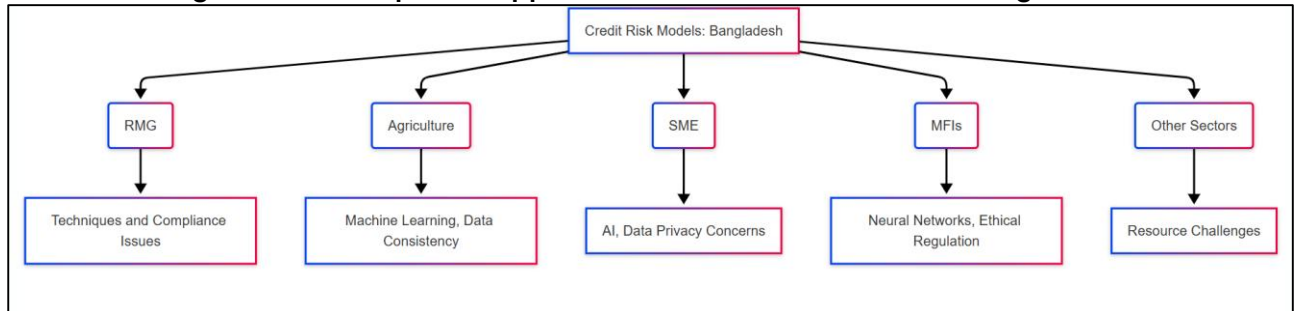 Credit Risk Models: Bangladesh
RMG
Agriculture
SME
MFIs
Other Sectors
Techniques and Compliance
Issues
Machine Learning, Data
Consistency
AI, Data Privacy Concerns
Neural Networks, Ethical
Regulation
Resource Challenges